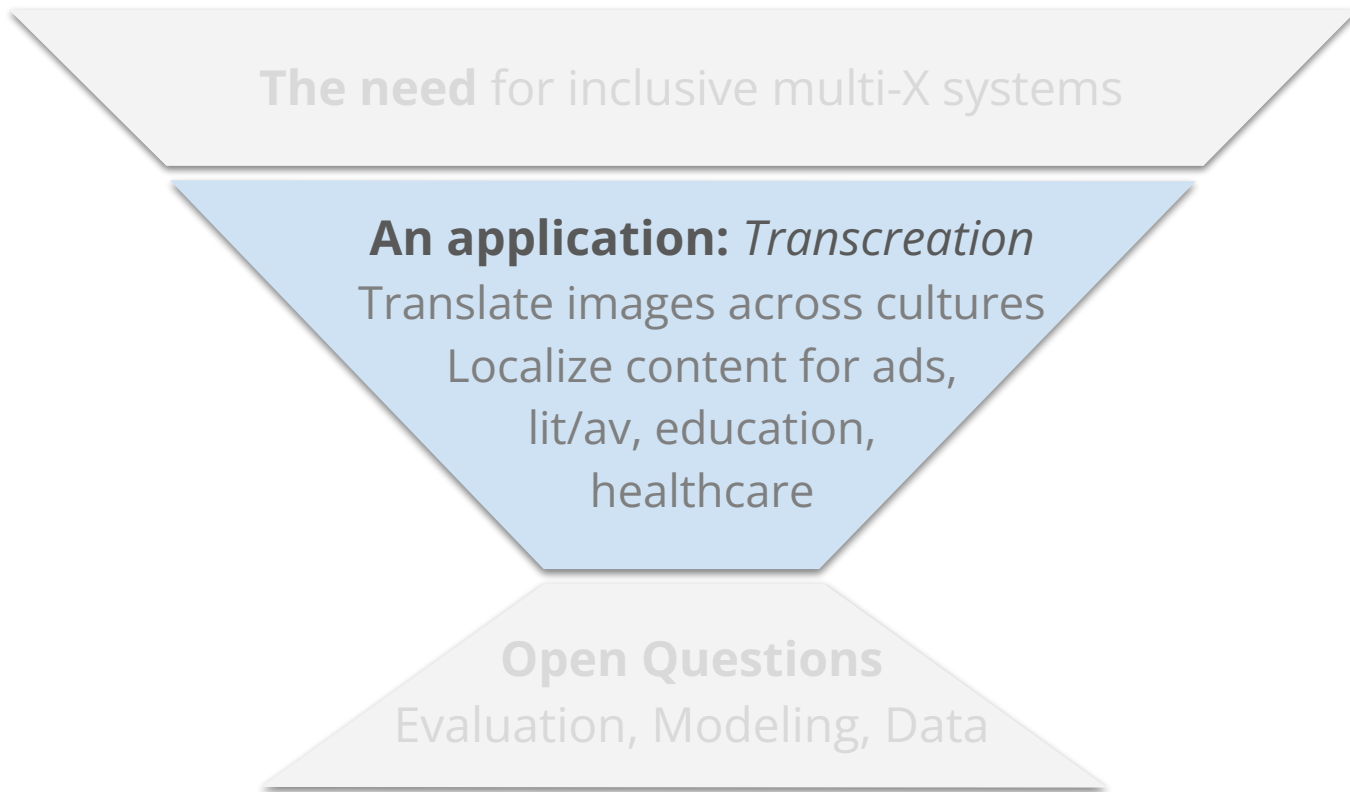 The need for inclusive multi-X systems
An application: Transcreation
Translate images across cultures
Localize content for ads,
lit/av, education,
healthcare
Open Questions
Evaluation, Modeling, Data